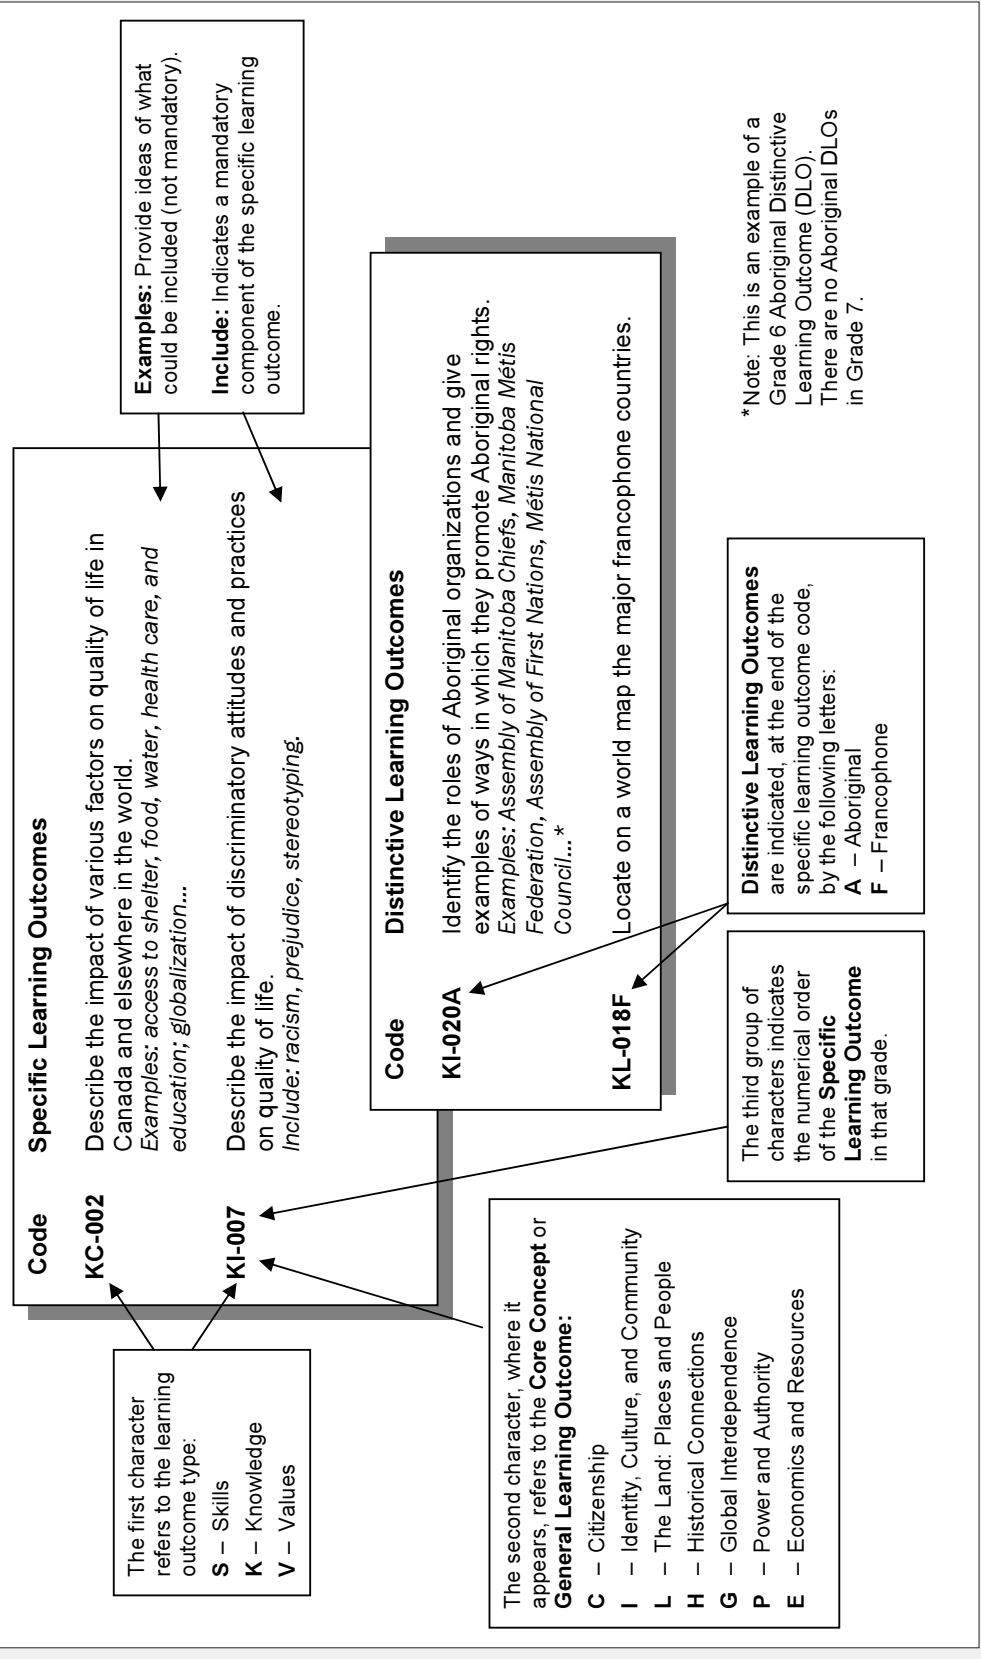 Examples: Provide ideas of what
could be included (not mandatory).
Include: Indicates a mandatory
component of the specific learning
outcome.
Code Specific Learning Outcomes
KC-002 Describe the impact of various factors on quality of life in
Canada and elsewhere in the world.
Examples: access to shelter, food, water, health care, and
education; globalization...
KI-007 Describe the impact of discriminatory attitudes and practices
on quality of life.
Include: racism, prejudice, stereotyping.
Code Distinctive Learning Outcomes
KI-020A Identify the roles of Aboriginal organizations and give
examples of ways in which they promote Aboriginal rights.
Examples: Assembly of Manitoba Chiefs, Manitoba Métis
Federation, Assembly of First Nations, Métis National
Council...*
KL-018F Locate on a world map the major francophone countries.
The first character
refers to the learning
outcome type:
S – Skills
K – Knowledge
V – Values
The second character, where it
appears, refers to the Core Concept or
General Learning Outcome:
C – Citizenship
I – Identity, Culture, and Community
L – The Land: Places and People
H – Historical Connections
G – Global Interdependence
P – Power and Authority
E – Economics and Resources
The third group of
characters indicates
the numerical order
of the Specific
Learning Outcome
in that grade.
Distinctive Learning Outcomes
are indicated, at the end of the
specific learning outcome code,
by the following letters:
A – Aboriginal
F – Francophone
*Note: This is an example of a
Grade 6 Aboriginal Distinctive
Learning Outcome (DLO).
There are no Aboriginal DLOs
in Grade 7.